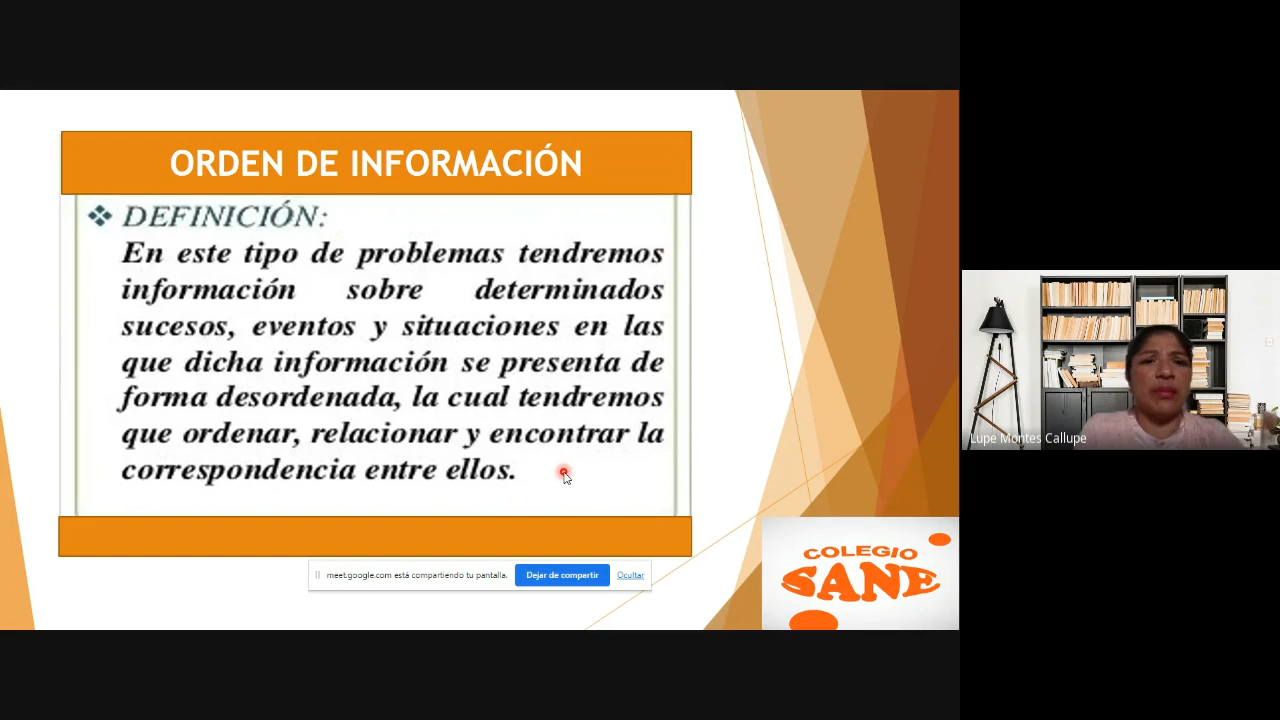 ORDEN DE INFORMACIÓN
❖ DEFINICIÓN:
En este tipo de problemas tendremos
información sobre determinados
sucesos, eventos y situaciones en las
que dicha información se presenta de
forma desordenada, la cual tendremos
que ordenar, relacionar y encontrar la
correspondencia entre ellos.
meet.google.com está compartiendo tu pantalla. Dejar de compartir Ocultar
COLEGIO
SANE
Lupe Montes Callupe